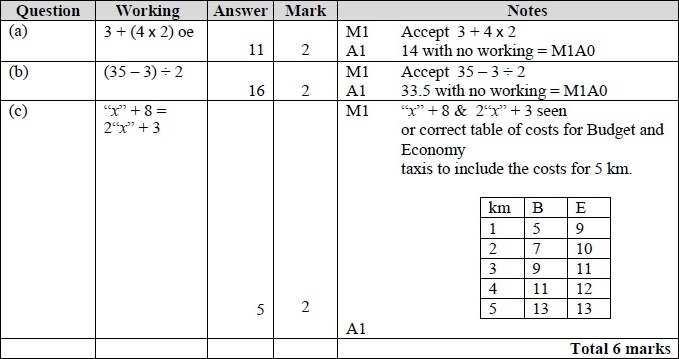 Question Working Answer Mark Notes
(a) 3 + (4 x 2) oe M1 Accept 3 + 4 x 2
11 2 A1 14 with no working = M1A0
(b) (35 – 3) ÷ 2 M1 Accept 35 – 3 ÷ 2
16 2 A1 33.5 with no working = M1A0
(c) “x” + 8 = M1 “x” + 8 & 2“x” + 3 seen
2“x” + 3 or correct table of costs for Budget and
Economy
taxis to include the costs for 5 km.
km B E
1 5 9
2 7 10
3 9 11
4 11 12
5 13 13
5 2
A1
Total 6 marks